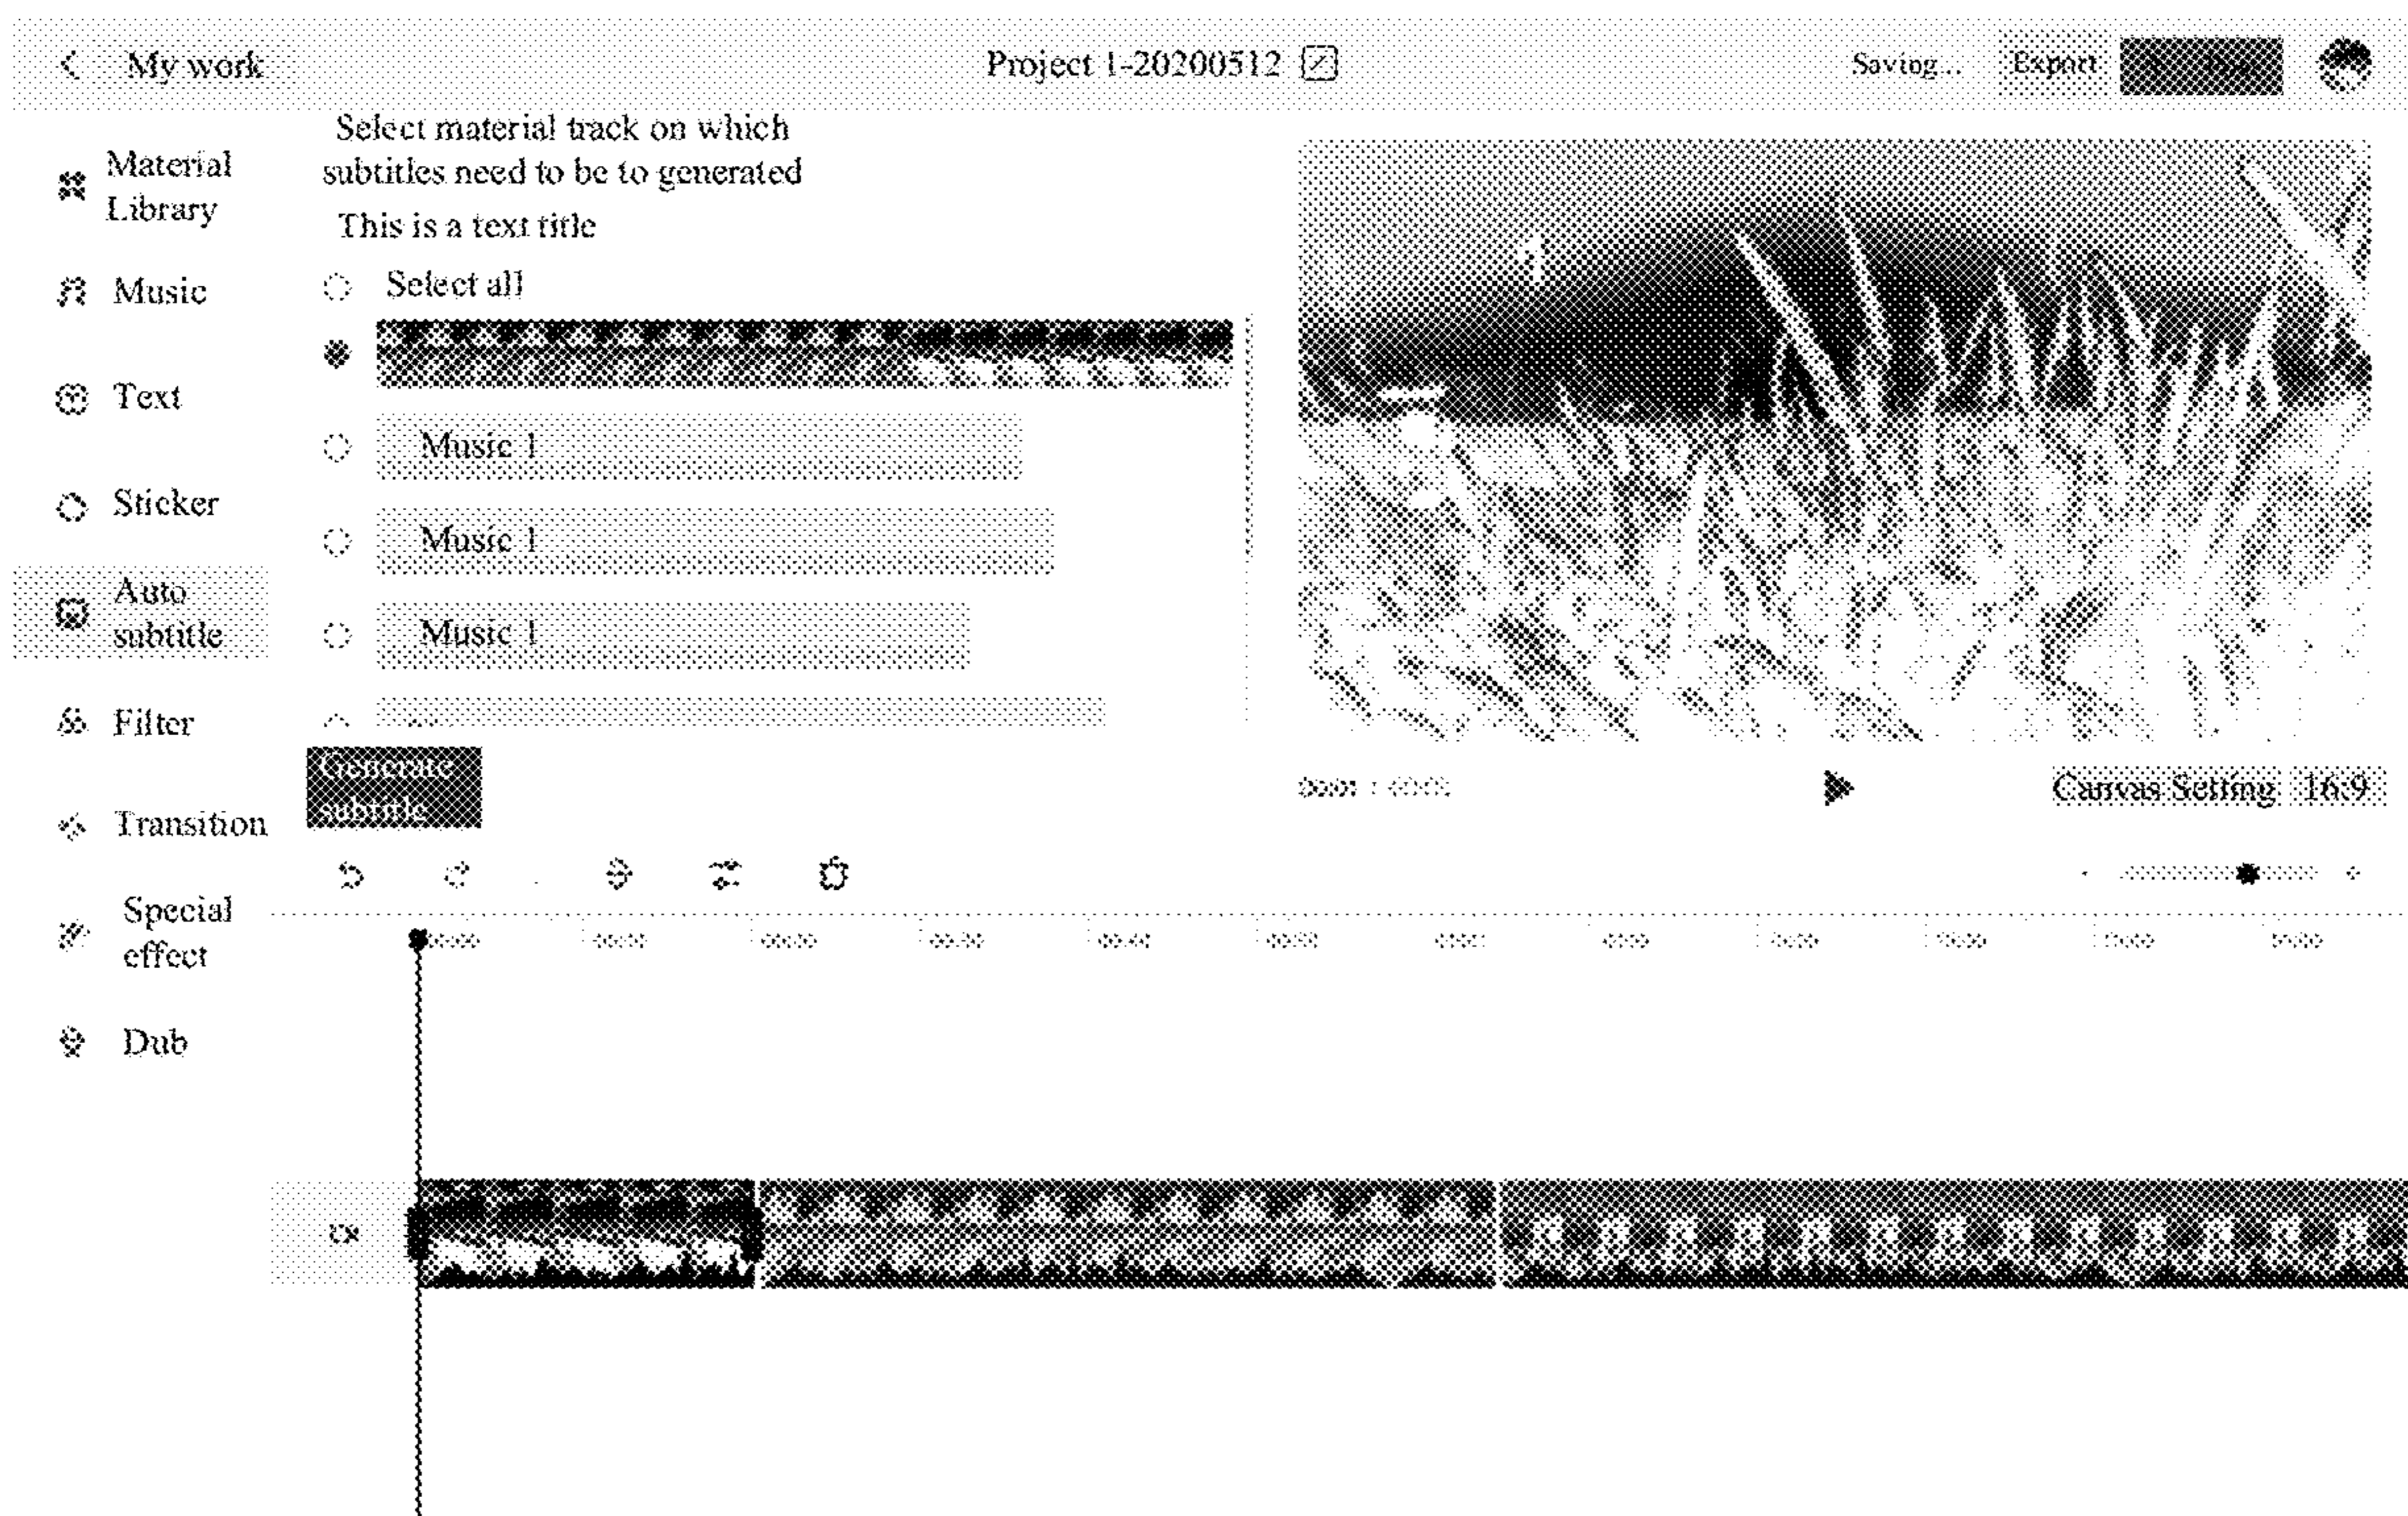 My work
Project 1-20200512
Saving...
Export
Material
Library
Music
Text
Sticker
Auto
subtitle
Filter
Transition
Special
effect
Dub
Select material track on which
subtitles need to be to generated
This is a text title
Select all
Music 1
Music 1
Music 1
Generate
subtitle
Canvas Setting
16:9